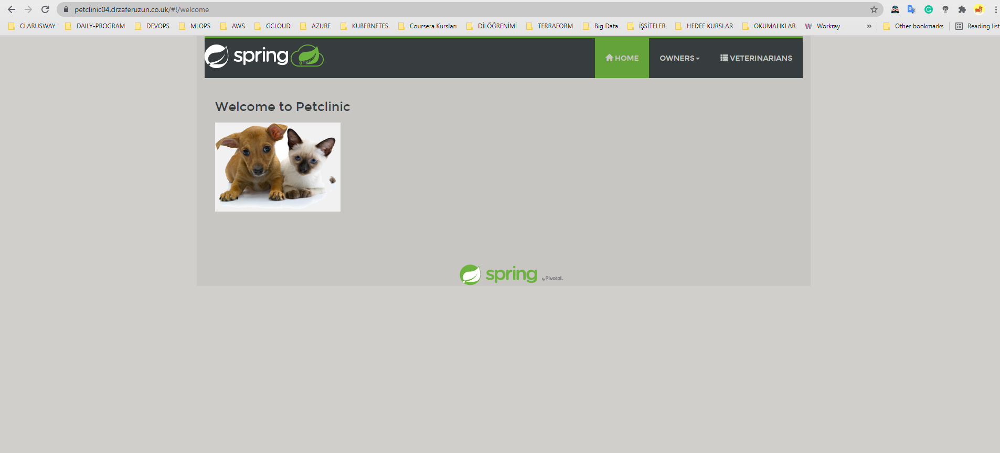 petclinic04.drzaferuzun.co.uk/#!/welcome
CLARUSWAY DAILY-PROGRAM DEVOPS MLOPS AWS GCLOUD AZURE KUBERNETES Coursera Kursları DİLÖĞRENİMİ TERRAFORM Big Data İŞSİTELER HEDEF KURSLAR OKUMALIKLAR Workray » Other bookmarks Reading list
spring HOME OWNERS VETERINARIANS
Welcome to Petclinic
spring by Pivotal.